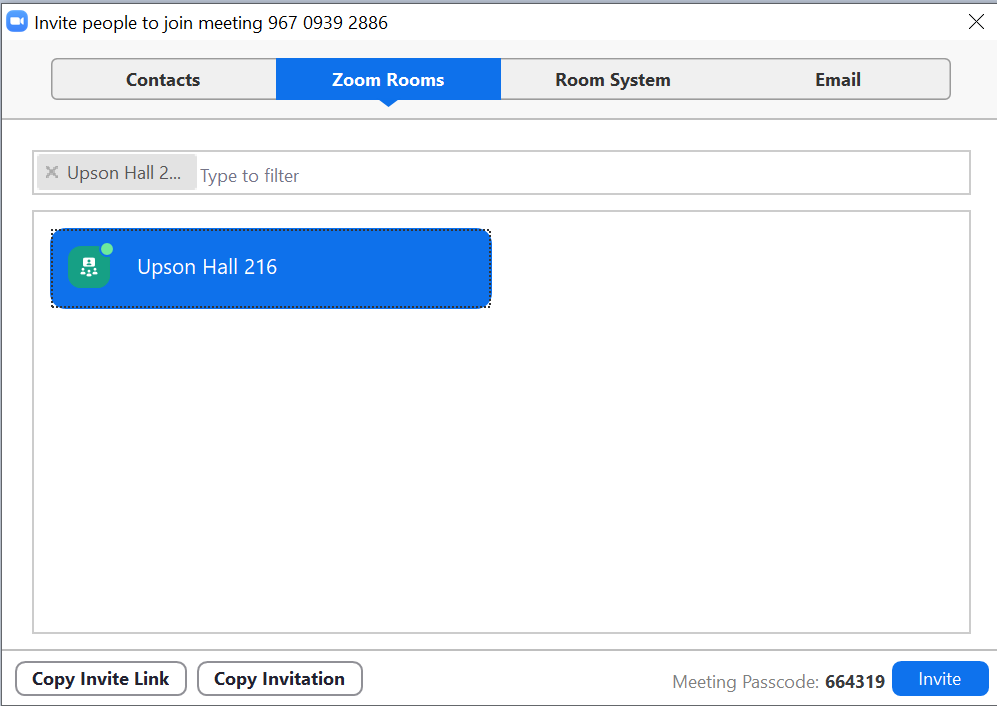 Invite people to join meeting 967 0939 2886
Contacts
Zoom Rooms
Room System
Email
Upson Hall 2...
Type to filter
Upson Hall 216
Copy Invite Link
Copy Invitation
Meeting Passcode: 664319
Invite